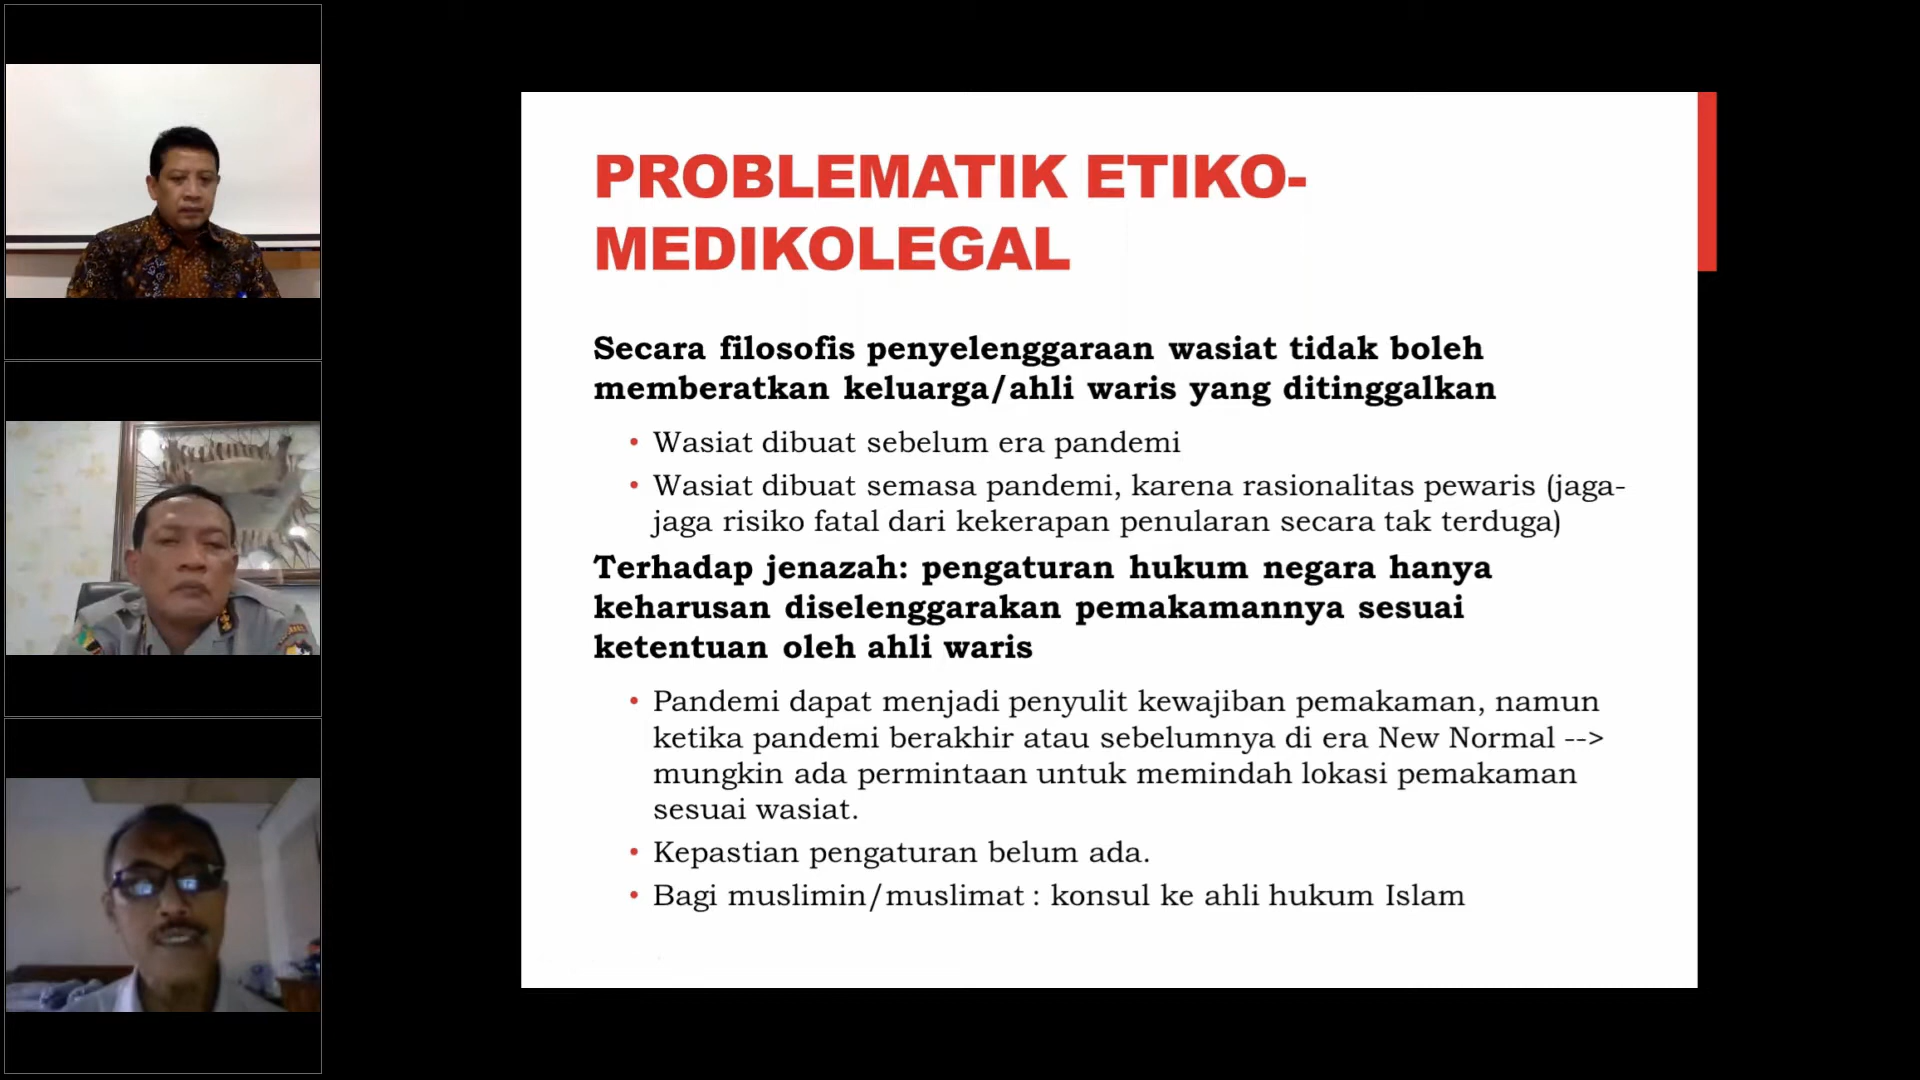 PROBLEMATIK ETIKO-
MEDIKOLEGAL
Secara filosofis penyelenggaraan wasiat tidak boleh
memberatkan keluarga/ahli waris yang ditinggalkan
• Wasiat dibuat sebelum era pandemi
• Wasiat dibuat semasa pandemi, karena rasionalitas pewaris (jaga-
jaga risiko fatal dari kekerapan penularan secara tak terduga)
Terhadap jenazah: pengaturan hukum negara hanya
keharusan diselenggarakan pemakamannya sesuai
ketentuan oleh ahli waris
• Pandemi dapat menjadi penyulit kewajiban pemakaman, namun
ketika pandemi berakhir atau sebelumnya di era New Normal -->
mungkin ada permintaan untuk memindah lokasi pemakaman
sesuai wasiat.
• Kepastian pengaturan belum ada.
• Bagi muslimin/muslimat : konsul ke ahli hukum Islam